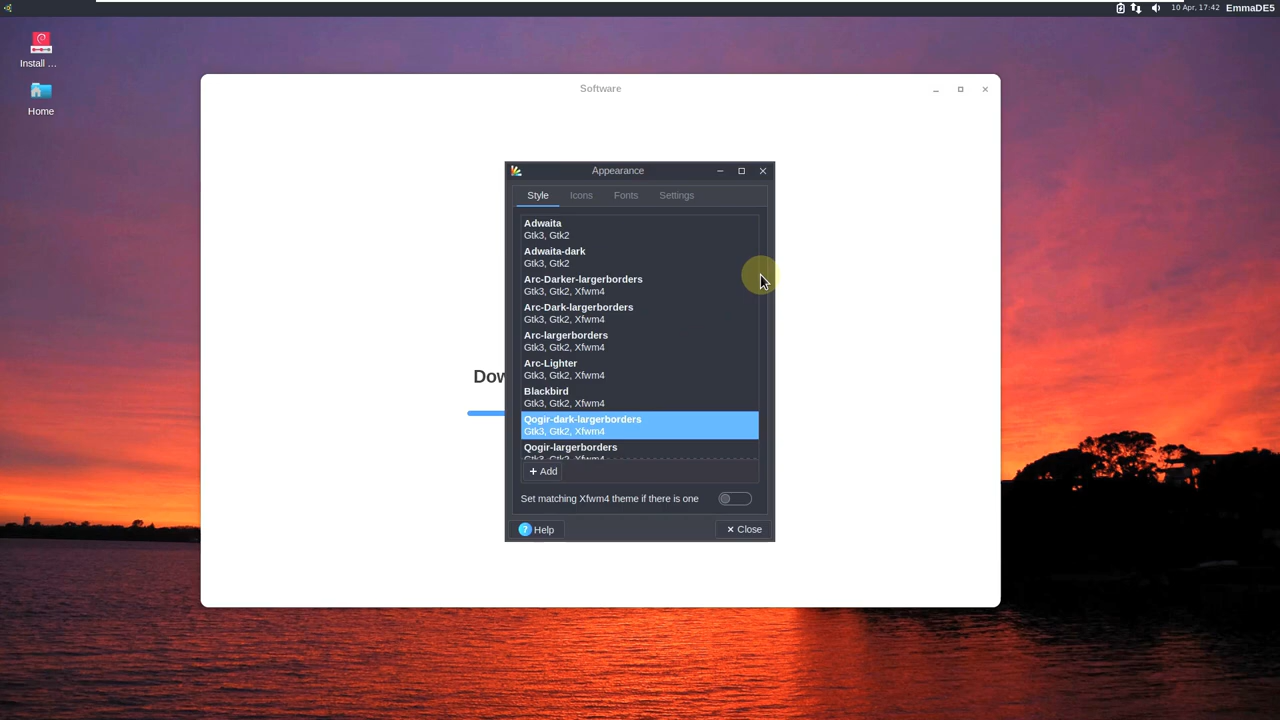 10 Apr, 17:42 EmmaDE5
Install ...
Home
Software
Appearance
Style Icons Fonts Settings
Adwaita
Gtk3, Gtk2
Adwaita-dark
Gtk3, Gtk2
Arc-Darker-largerborders
Gtk3, Gtk2, Xfwm4
Arc-Dark-largerborders
Gtk3, Gtk2, Xfwm4
Arc-largerborders
Gtk3, Gtk2, Xfwm4
Arc-Lighter
Gtk3, Gtk2, Xfwm4
Dow
Blackbird
Gtk3, Gtk2, Xfwm4
Qogir-dark-largerborders
Gtk3, Gtk2, Xfwm4
Qogir-largerborders
Gtk3, Gtk2, Xfwm4
+ Add
Set matching Xfwm4 theme if there is one
? Help
× Close